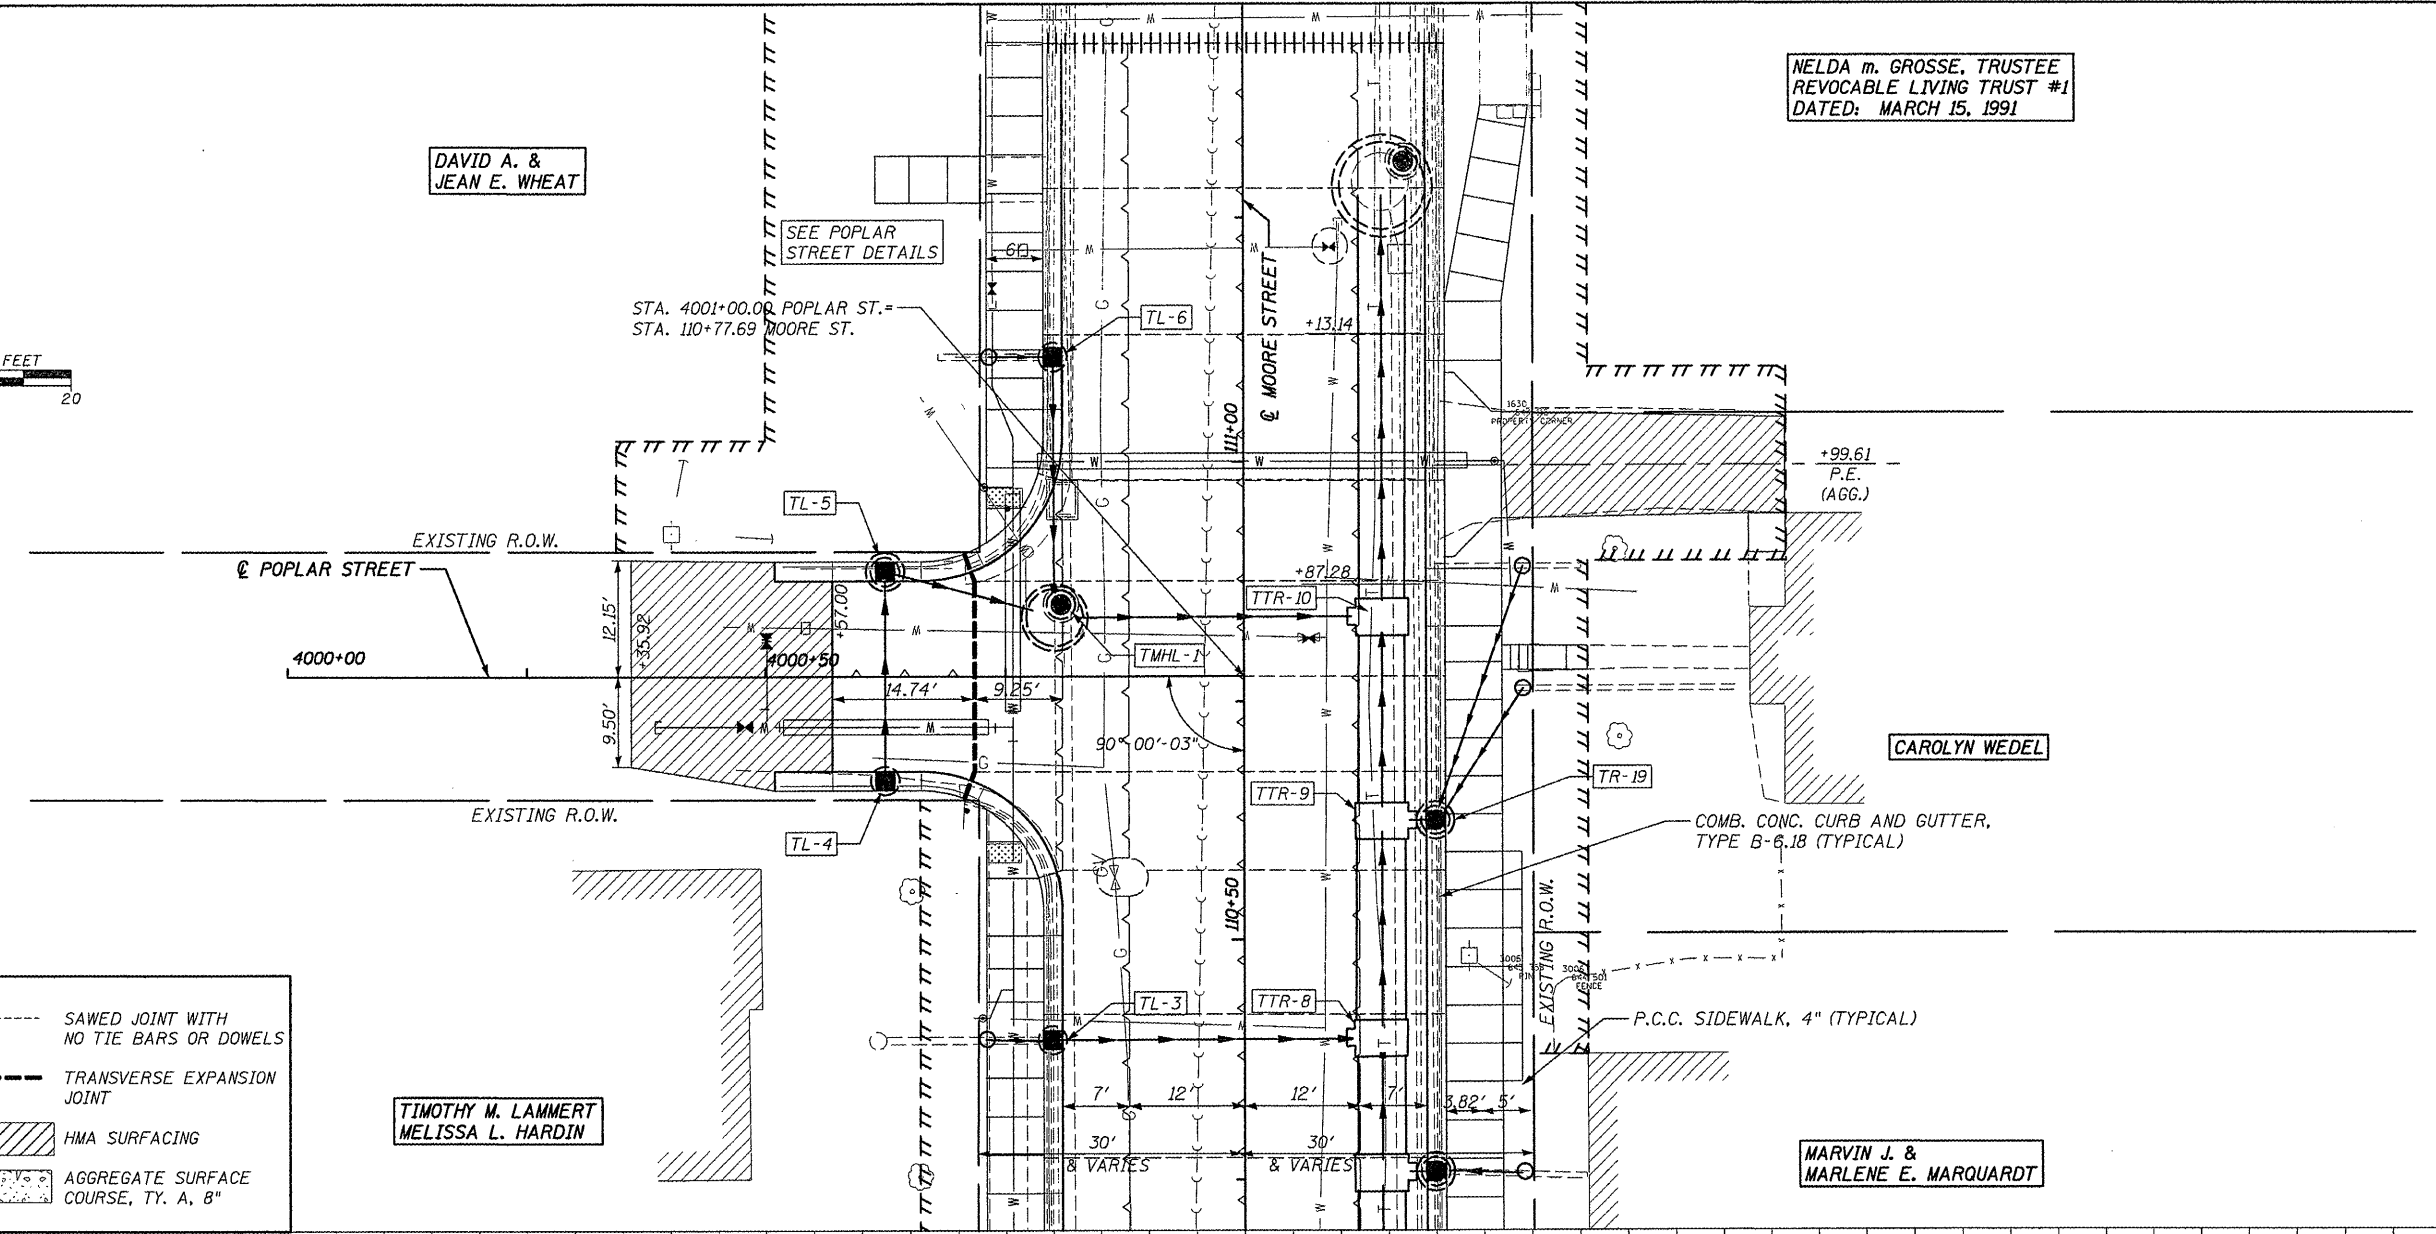 NELDA m. GROSSE, TRUSTEE
REVOCABLE LIVING TRUST #1
DATED: MARCH 15, 1991
DAVID A. &
JEAN E. WHEAT
SEE POPLAR
STREET DETAILS
STA. 4001+00.00 POPLAR ST.=
STA. 110+77.69 MOORE ST.
TL-6
℄ MOORE STREET
+13.14
FEET
20
111+00
1630
PROPERTY CORNER
+99.61
P.E.
(AGG.)
TL-5
EXISTING R.O.W.
℄ POPLAR STREET
12.15'
+35.92
+57.00
+87.28
TTR-10
TMHL-1
4000+00
4000+50
14.74'
9.25'
9.50'
90°-00'-03"
CAROLYN WEDEL
TR-19
TTR-9
EXISTING R.O.W.
TL-4
COMB. CONC. CURB AND GUTTER,
TYPE B-6.18 (TYPICAL)
110+50
EXISTING R.O.W.
FENCE
TL-3
TTR-8
P.C.C. SIDEWALK, 4" (TYPICAL)
SAWED JOINT WITH
NO TIE BARS OR DOWELS
TRANSVERSE EXPANSION
JOINT
HMA SURFACING
AGGREGATE SURFACE
COURSE, TY. A, 8"
TIMOTHY M. LAMMERT
MELISSA L. HARDIN
7' 12' 12' 7' 3.82' 5'
30' 30'
& VARIES & VARIES
MARVIN J. &
MARLENE E. MARQUARDT